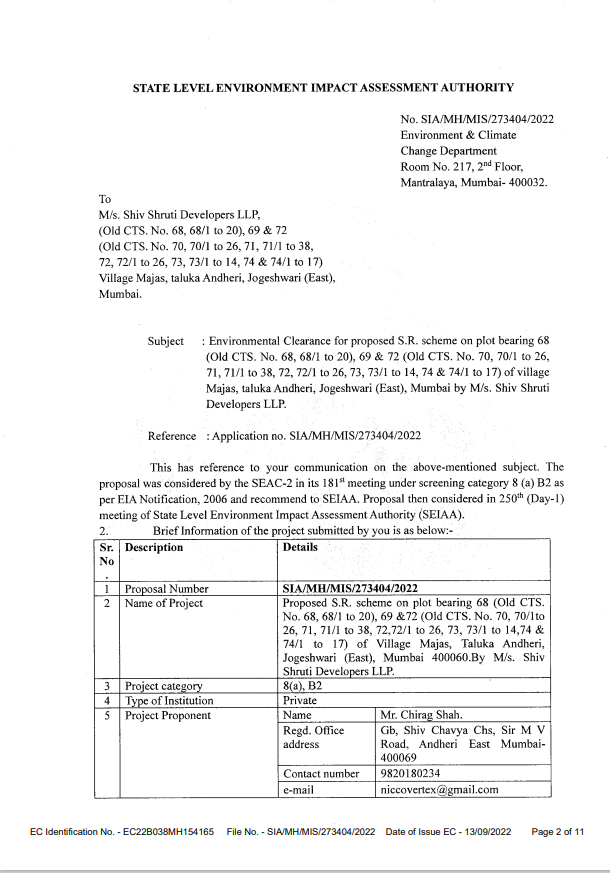 STATE LEVEL ENVIRONMENT IMPACT ASSESSMENT AUTHORITY
No. SIA/MH/MIS/273404/2022
Environment & Climate
Change Department
Room No. 217, 2nd Floor,
Mantralaya, Mumbai- 400032.
To
M/s. Shiv Shruti Developers LLP,
(Old CTS. No. 68, 68/1 to 20), 69 & 72
(Old CTS. No. 70, 70/1 to 26, 71, 71/1 to 38,
72, 72/1 to 26, 73, 73/1 to 14, 74 & 74/1 to 17)
Village Majas, taluka Andheri, Jogeshwari (East),
Mumbai.
Subject : Environmental Clearance for proposed S.R. scheme on plot bearing 68
(Old CTS. No. 68, 68/1 to 20), 69 & 72 (Old CTS. No. 70, 70/1 to 26,
71, 71/1 to 38, 72, 72/1 to 26, 73, 73/1 to 14, 74 & 74/1 to 17) of village
Majas, taluka Andheri, Jogeshwari (East), Mumbai by M/s. Shiv Shruti
Developers LLP.
Reference : Application no. SIA/MH/MIS/273404/2022
This has reference to your communication on the above-mentioned subject. The
proposal was considered by the SEAC-2 in its 181st meeting under screening category 8 (a) B2 as
per EIA Notification, 2006 and recommend to SEIAA. Proposal then considered in 250th (Day-1)
meeting of State Level Environment Impact Assessment Authority (SEIAA).
2. Brief Information of the project submitted by you is as below:-
Sr. Description Details
No
.
1 Proposal Number SIA/MH/MIS/273404/2022
2 Name of Project Proposed S.R. scheme on plot bearing 68 (Old CTS.
No. 68, 68/1 to 20), 69 &72 (Old CTS. No. 70, 70/1to
26, 71, 71/1 to 38, 72,72/1 to 26, 73, 73/1 to 14,74 &
74/1 to 17) of Village Majas, Taluka Andheri,
Jogeshwari (East), Mumbai 400060.By M/s. Shiv
Shruti Developers LLP.
3 Project category 8(a), B2
4 Type of Institution Private
5 Project Proponent Name Mr. Chirag Shah.
Regd. Office Gb, Shiv Chavya Chs, Sir M V
address Road, Andheri East Mumbai-
400069
Contact number 9820180234
e-mail niccovertex@gmail.com
EC Identification No. - EC22B038MH154165 File No. - SIA/MH/MIS/273404/2022 Date of Issue EC - 13/09/2022 Page 2 of 11